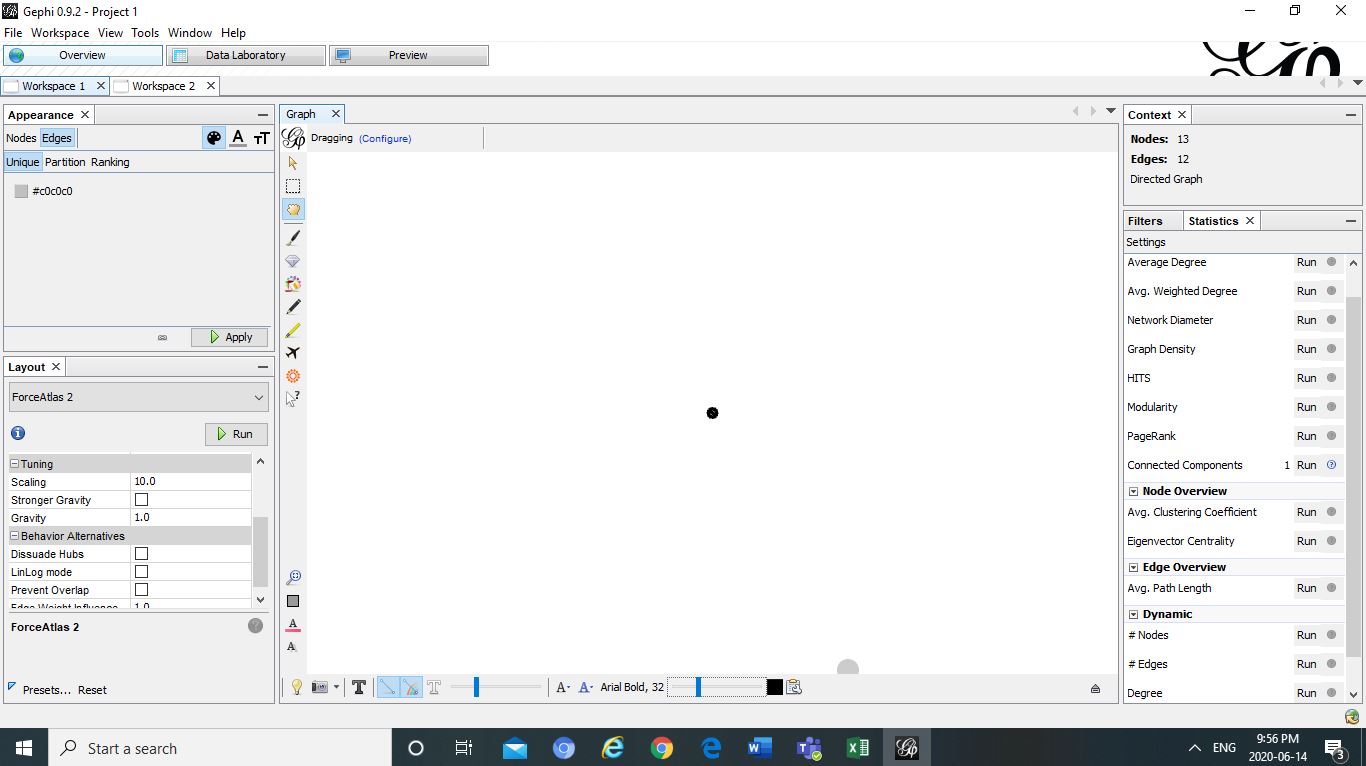 Gephi 0.9.2 - Project 1
File Workspace View Tools Window Help
Overview Data Laboratory Preview
Workspace 1 Workspace 2
Appearance
Nodes Edges
Unique Partition Ranking
#c0c0c0
Apply
Layout
ForceAtlas 2
Run
Tuning
Scaling 10.0
Stronger Gravity
Gravity 1.0
Behavior Alternatives
Dissuade Hubs
LinLog mode
Prevent Overlap
Edge Weight Influence 1.0
ForceAtlas 2
Presets... Reset
Graph
Dragging (Configure)
Arial Bold, 32
Context
Nodes: 13
Edges: 12
Directed Graph
Filters Statistics
Settings
Average Degree Run
Avg. Weighted Degree Run
Network Diameter Run
Graph Density Run
HITS Run
Modularity Run
PageRank Run
Connected Components 1 Run
Node Overview
Avg. Clustering Coefficient Run
Eigenvector Centrality Run
Edge Overview
Avg. Path Length Run
Dynamic
# Nodes Run
# Edges Run
Degree Run
Start a search
ENG
9:56 PM
2020-06-14
3